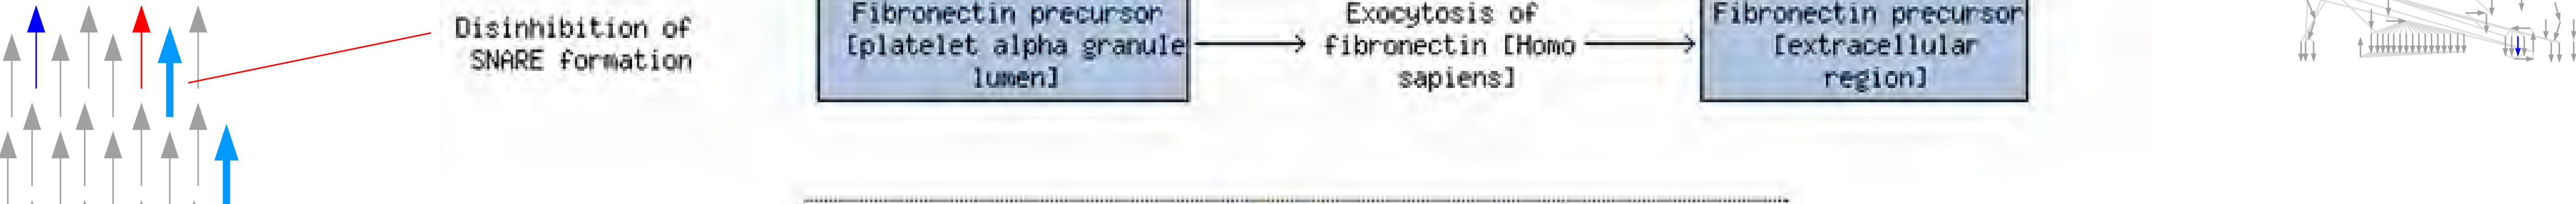 Disinhibition of
SNARE formation
Fibronectin precursor
[platelet alpha granule
lumen]
Exocytosis of
fibronectin [Homo
sapiens]
Fibronectin precursor
[extracellular
region]